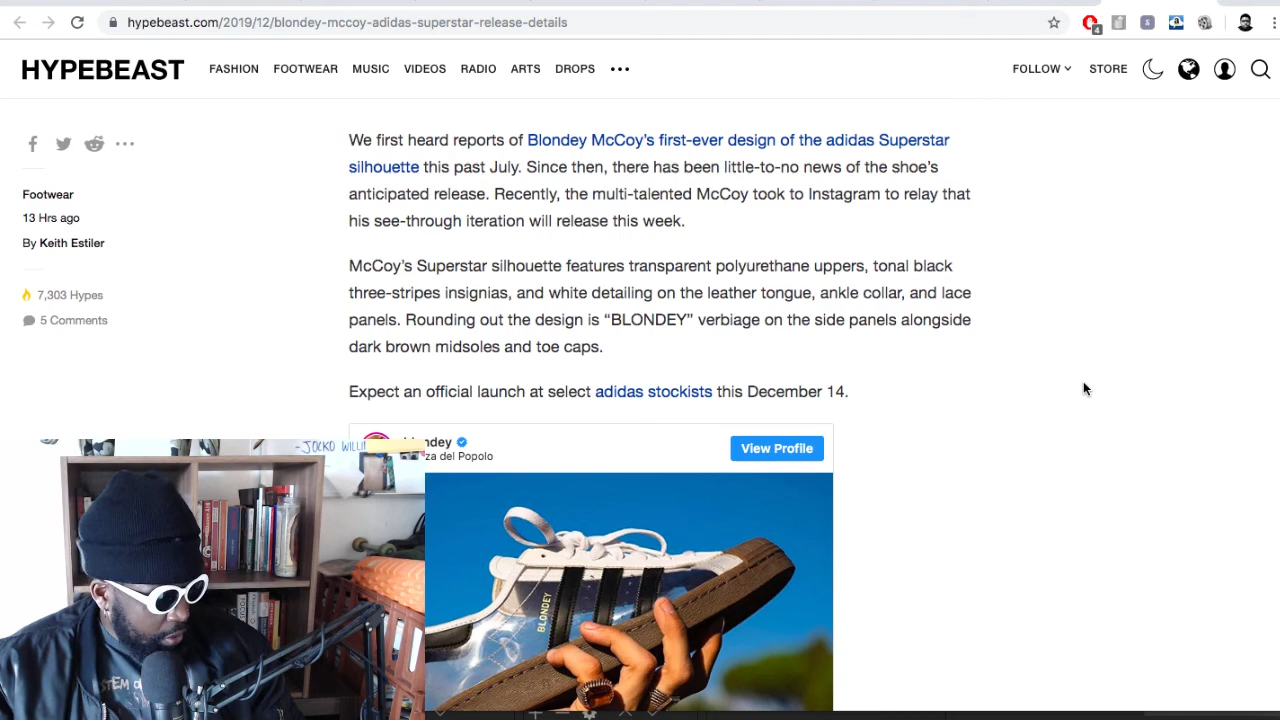 hypebeast.com/2019/12/blondey-mccoy-adidas-superstar-release-details
4
HYPEBEAST
FASHION FOOTWEAR MUSIC VIDEOS RADIO ARTS DROPS •••
FOLLOW STORE
Footwear
13 Hrs ago
By Keith Estiler
7,303 Hypes
5 Comments
We first heard reports of Blondey McCoy's first-ever design of the adidas Superstar
silhouette this past July. Since then, there has been little-to-no news of the shoe's
anticipated release. Recently, the multi-talented McCoy took to Instagram to relay that
his see-through iteration will release this week.
McCoy's Superstar silhouette features transparent polyurethane uppers, tonal black
three-stripes insignias, and white detailing on the leather tongue, ankle collar, and lace
panels. Rounding out the design is “BLONDEY” verbiage on the side panels alongside
dark brown midsoles and toe caps.
Expect an official launch at select adidas stockists this December 14.
View Profile
del Popolo
BLONDEY
- JOCKO